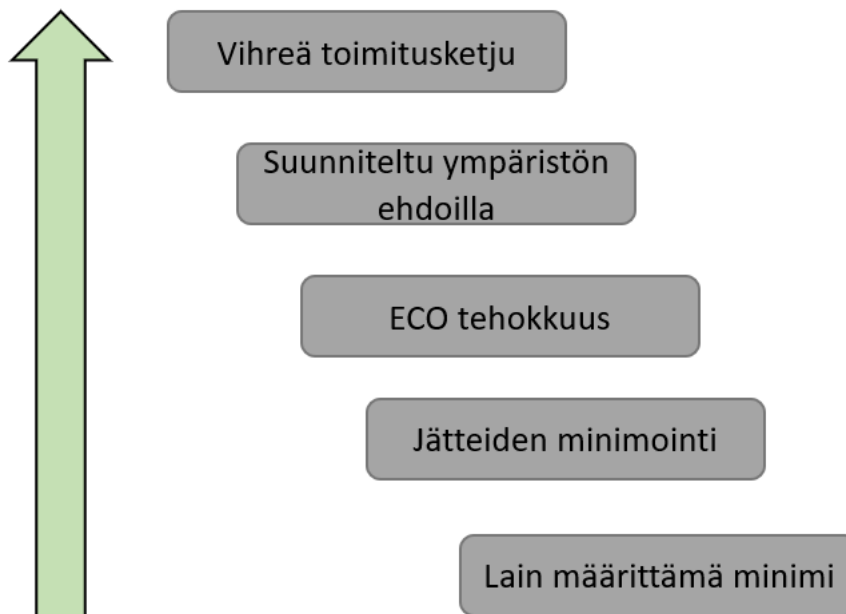 Vihreä toimitusketju
Suunniteltu ympäristön
ehdoilla
ECO tehokkuus
Jätteiden minimointi
Lain määrittämä minimi